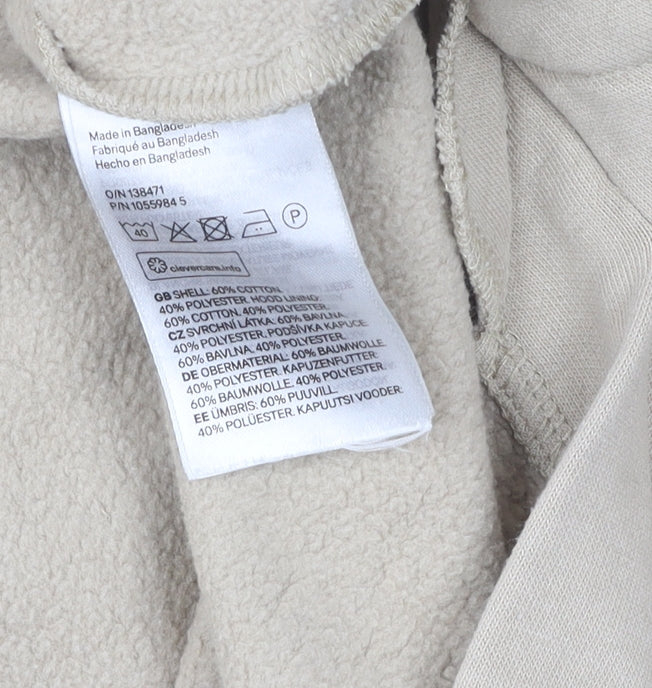 Made in Bangladesh
Fabriqué au Bangladesh
Hecho en Bangladesh
O/N 138471
P/N 1055984 5
40 P
clevercare.info
GB SHELL: 60% COTTON,
40% POLYESTER. HOOD LINING:
60% COTTON, 40% POLYESTER.
CZ SVRCHNÍ LÁTKA: 60% BAVLNA,
40% POLYESTER. PODŠÍVKA KAPUCE:
60% BAVLNA, 40% POLYESTER.
DE OBERMATERIAL: 60% BAUMWOLLE,
40% POLYESTER. KAPUZENFUTTER:
60% BAUMWOLLE, 40% POLYESTER.
EE ÜMBRIS: 60% PUUVILL,
40% POLÜESTER. KAPUUTSI VOODER: